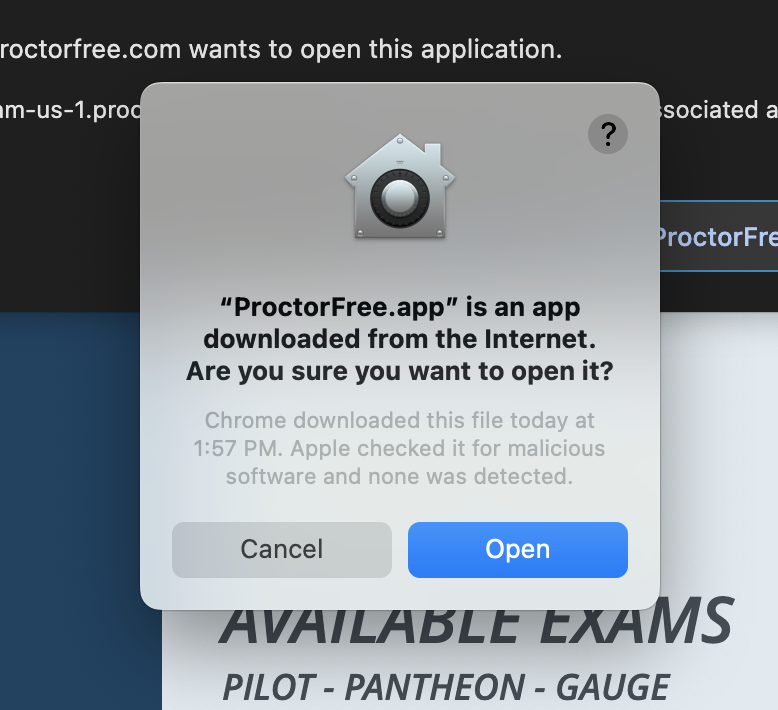 roctorfree.com wants to open this application.
am-us-1.proc
ssociated a
?
ProctorFre
“ProctorFree.app” is an app
downloaded from the Internet.
Are you sure you want to open it?
Chrome downloaded this file today at
1:57 PM. Apple checked it for malicious
software and none was detected.
Cancel
Open
AVAILABLE EXAMS
PILOT - PANTHEON - GAUGE